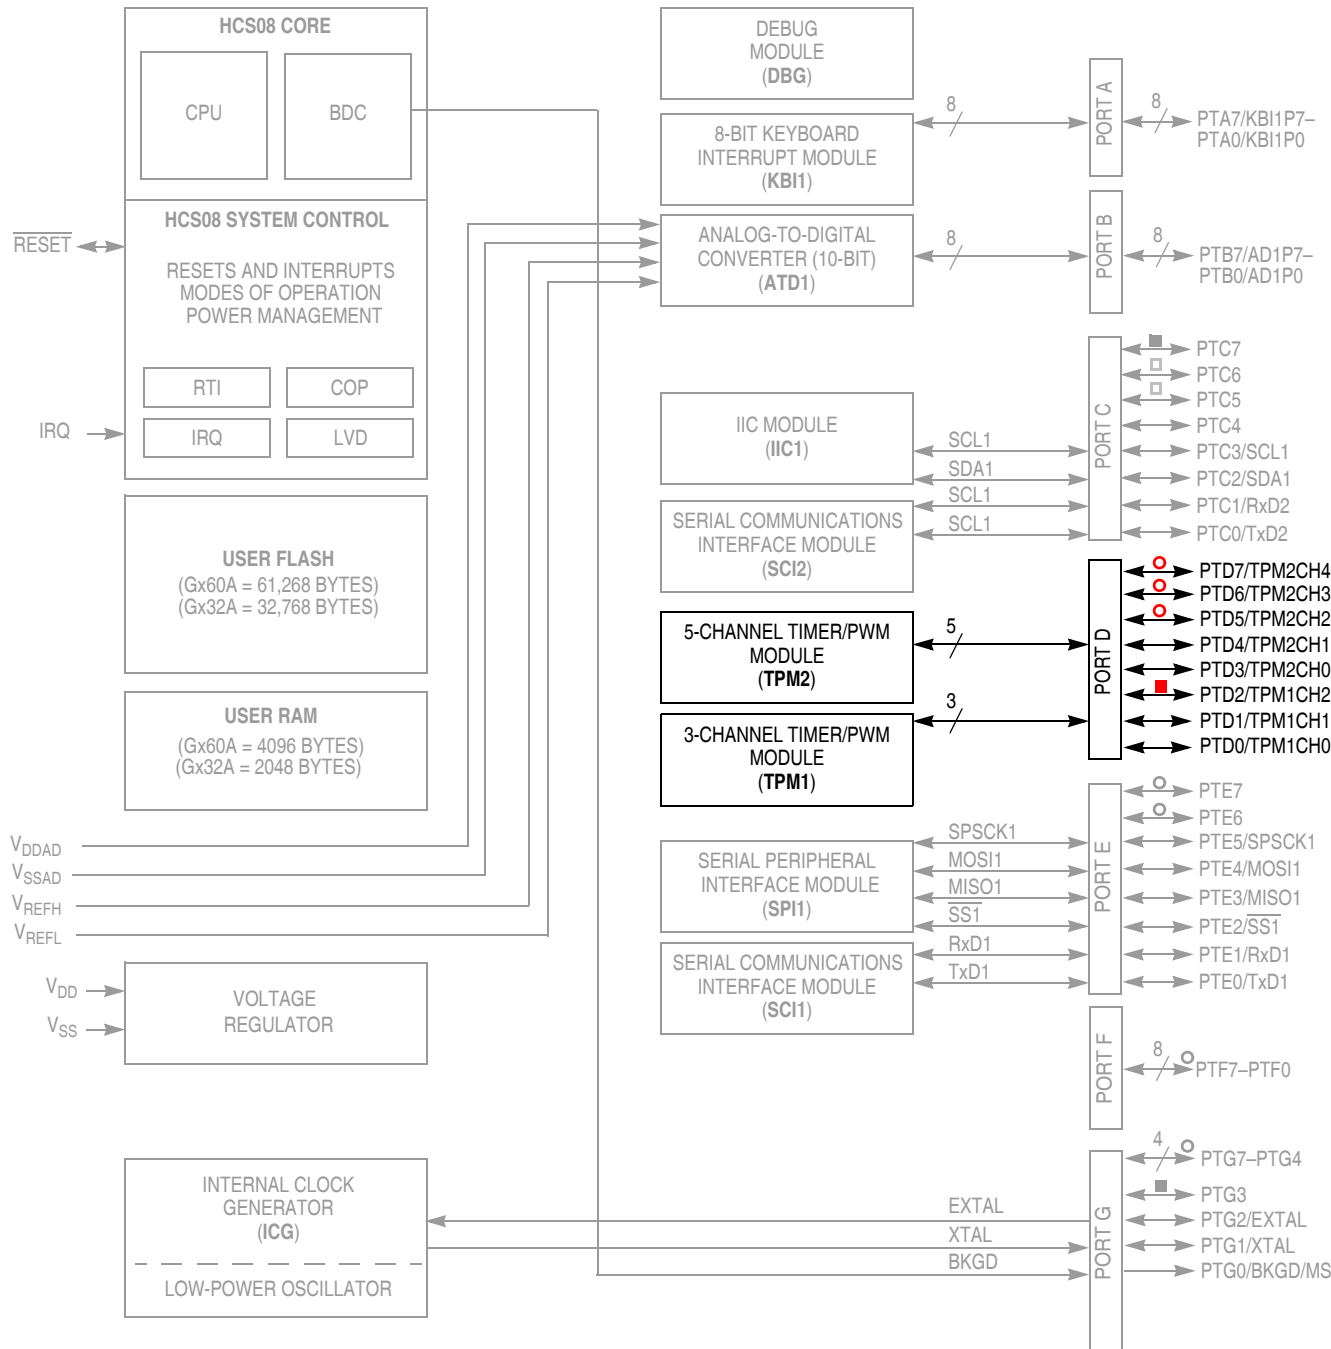 HCS08 CORE
CPU
BDC
HCS08 SYSTEM CONTROL
RESET
RESETS AND INTERRUPTS
MODES OF OPERATION
POWER MANAGEMENT
RTI
COP
IRQ
IRQ
LVD
USER FLASH
(Gx60A = 61,268 BYTES)
(Gx32A = 32,768 BYTES)
USER RAM
(Gx60A = 4096 BYTES)
(Gx32A = 2048 BYTES)
VDDAD
VSSAD
VREFH
VREFL
VDD
VSS
VOLTAGE
REGULATOR
INTERNAL CLOCK
GENERATOR
(ICG)
LOW-POWER OSCILLATOR
DEBUG
MODULE
(DBG)
8-BIT KEYBOARD
INTERRUPT MODULE
(KBI1)
8
PORT A
8
PTA7/KBI1P7–
PTA0/KBI1P0
ANALOG-TO-DIGITAL
CONVERTER (10-BIT)
(ATD1)
8
PORT B
8
PTB7/AD1P7–
PTB0/AD1P0
IIC MODULE
(IIC1)
SCL1
SDA1
SERIAL COMMUNICATIONS
INTERFACE MODULE
(SCI2)
SCL1
SCL1
PORT C
PTC7
PTC6
PTC5
PTC4
PTC3/SCL1
PTC2/SDA1
PTC1/RxD2
PTC0/TxD2
5-CHANNEL TIMER/PWM
MODULE
(TPM2)
5
3-CHANNEL TIMER/PWM
MODULE
(TPM1)
3
PORT D
PTD7/TPM2CH4
PTD6/TPM2CH3
PTD5/TPM2CH2
PTD4/TPM2CH1
PTD3/TPM2CH0
PTD2/TPM1CH2
PTD1/TPM1CH1
PTD0/TPM1CH0
SERIAL PERIPHERAL
INTERFACE MODULE
(SPI1)
SPSCK1
MOSI1
MISO1
SS1
SERIAL COMMUNICATIONS
INTERFACE MODULE
(SCI1)
RxD1
TxD1
PORT E
PTE7
PTE6
PTE5/SPSCK1
PTE4/MOSI1
PTE3/MISO1
PTE2/SS1
PTE1/RxD1
PTE0/TxD1
PORT F
8
PTF7–PTF0
EXTAL
XTAL
BKGD
PORT G
4
PTG7–PTG4
PTG3
PTG2/EXTAL
PTG1/XTAL
PTG0/BKGD/MS